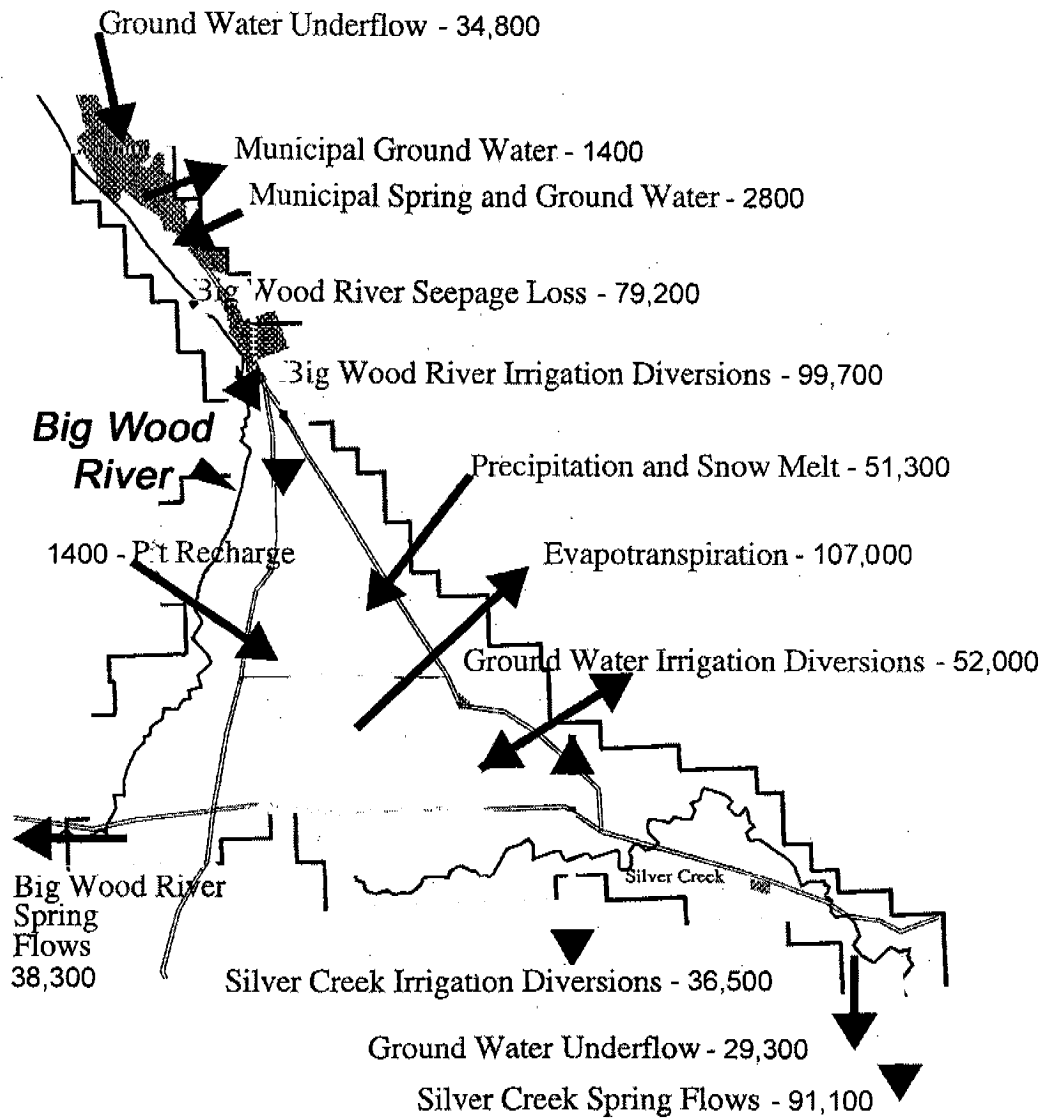 Ground Water Underflow - 34,800
Municipal Ground Water - 1400
Municipal Spring and Ground Water - 2800
Big Wood River Seepage Loss - 79,200
Big Wood River Irrigation Diversions - 99,700
Big Wood
River
Precipitation and Snow Melt - 51,300
1400 - Pit Recharge
Evapotranspiration - 107,000
Ground Water Irrigation Diversions - 52,000
Silver Creek
Big Wood River
Spring
Flows
38,300
Silver Creek Irrigation Diversions - 36,500
Ground Water Underflow - 29,300
Silver Creek Spring Flows - 91,100